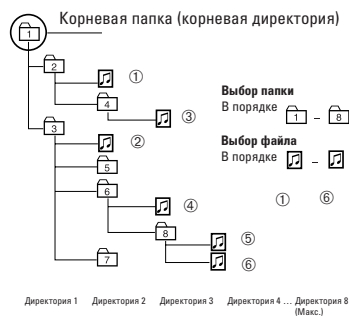 Корневая папка (корневая директория)
1
2
①
4
③
3
②
5
6
④
8
⑤
⑥
7
Выбор папки
В порядке 1 – 8
Выбор файла
В порядке –
① ⑥
Директория 1 Директория 2 Директория 3 Директория 4 ... Директория 8
(Макс.)